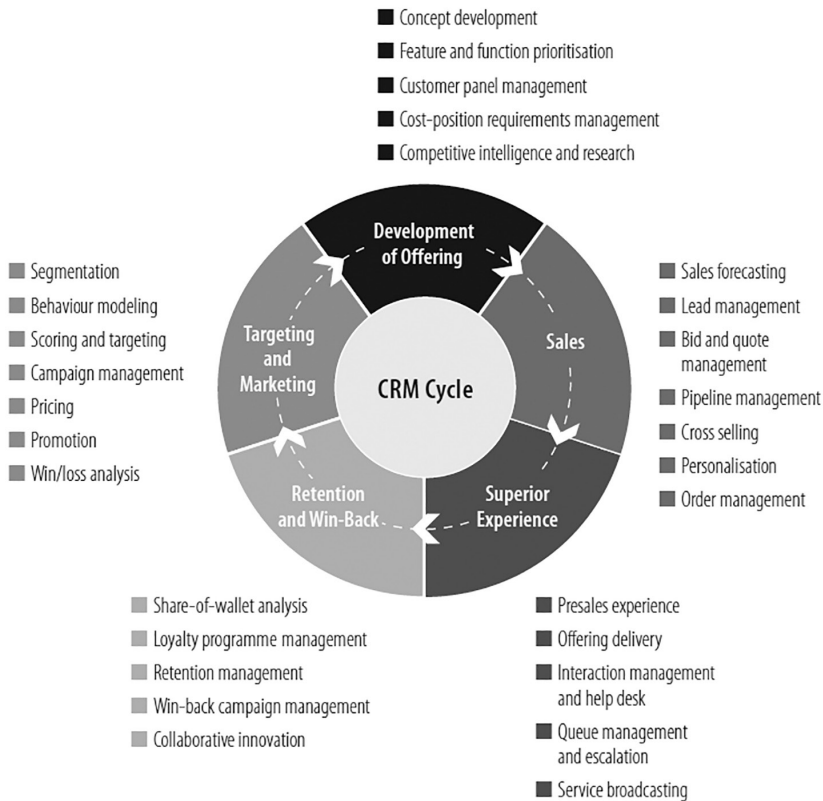 Concept development
Feature and function prioritisation
Customer panel management
Cost-position requirements management
Competitive intelligence and research
Development
of Offering
Segmentation
Behaviour modeling
Scoring and targeting
Campaign management
Pricing
Promotion
Win/loss analysis
Targeting
and
Marketing
CRM Cycle
Sales
Sales forecasting
Lead management
Bid and quote
management
Pipeline management
Cross selling
Personalisation
Order management
Retention
and Win-Back
Superior
Experience
Share-of-wallet analysis
Loyalty programme management
Retention management
Win-back campaign management
Collaborative innovation
Presales experience
Offering delivery
Interaction management
and help desk
Queue management
and escalation
Service broadcasting